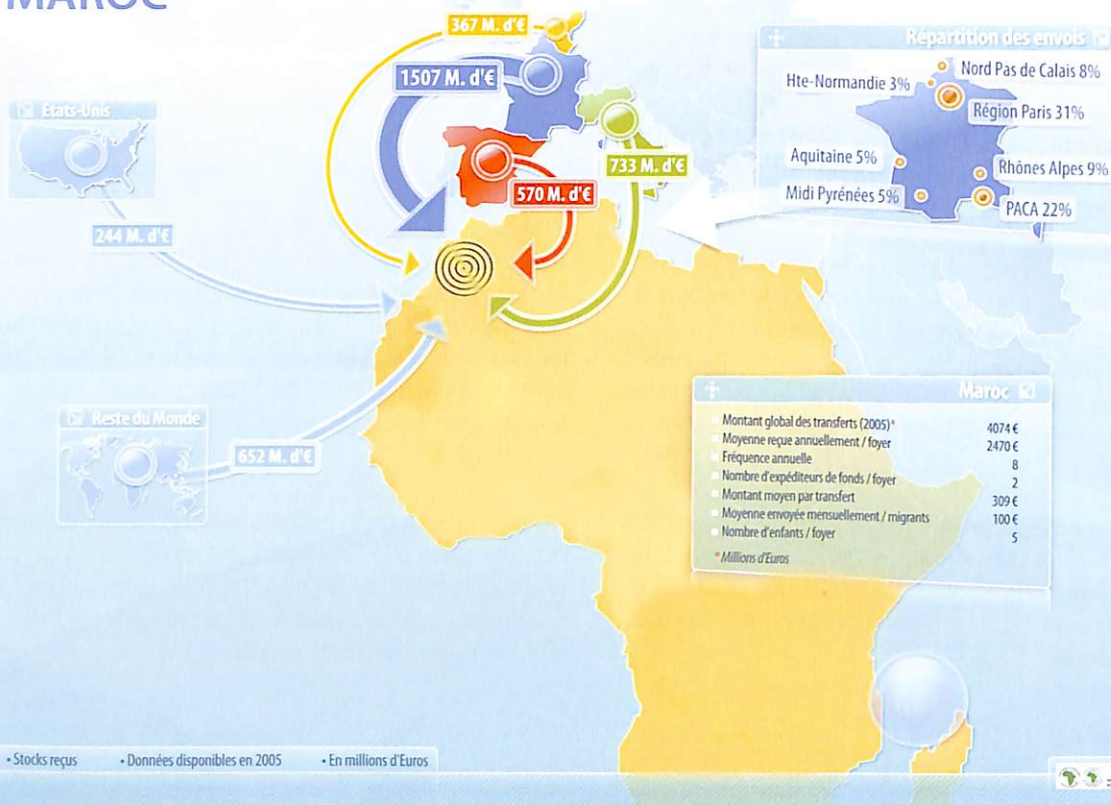 MAROC
367 M. d'€
1507 M. d'€
570 M. d'€
733 M. d'€
Etats-Unis
244 M. d'€
Reste du Monde
652 M. d'€
Répartition des envois
Nord Pas de Calais 8%
Hte-Normandie 3%
Région Paris 31%
Aquitaine 5%
Rhônes Alpes 9%
Midi Pyrénées 5%
PACA 22%
Maroc
Montant global des transferts (2005)* 4074 €
Moyenne reçue annuellement / foyer 2470 €
Fréquence annuelle 8
Nombre d'expéditeurs de fonds / foyer 2
Montant moyen par transfert 309 €
Moyenne envoyée mensuellement / migrants 100 €
Nombre d'enfants / foyer 5
* Millions d'Euros
• Stocks reçus • Données disponibles en 2005 • En millions d'Euros